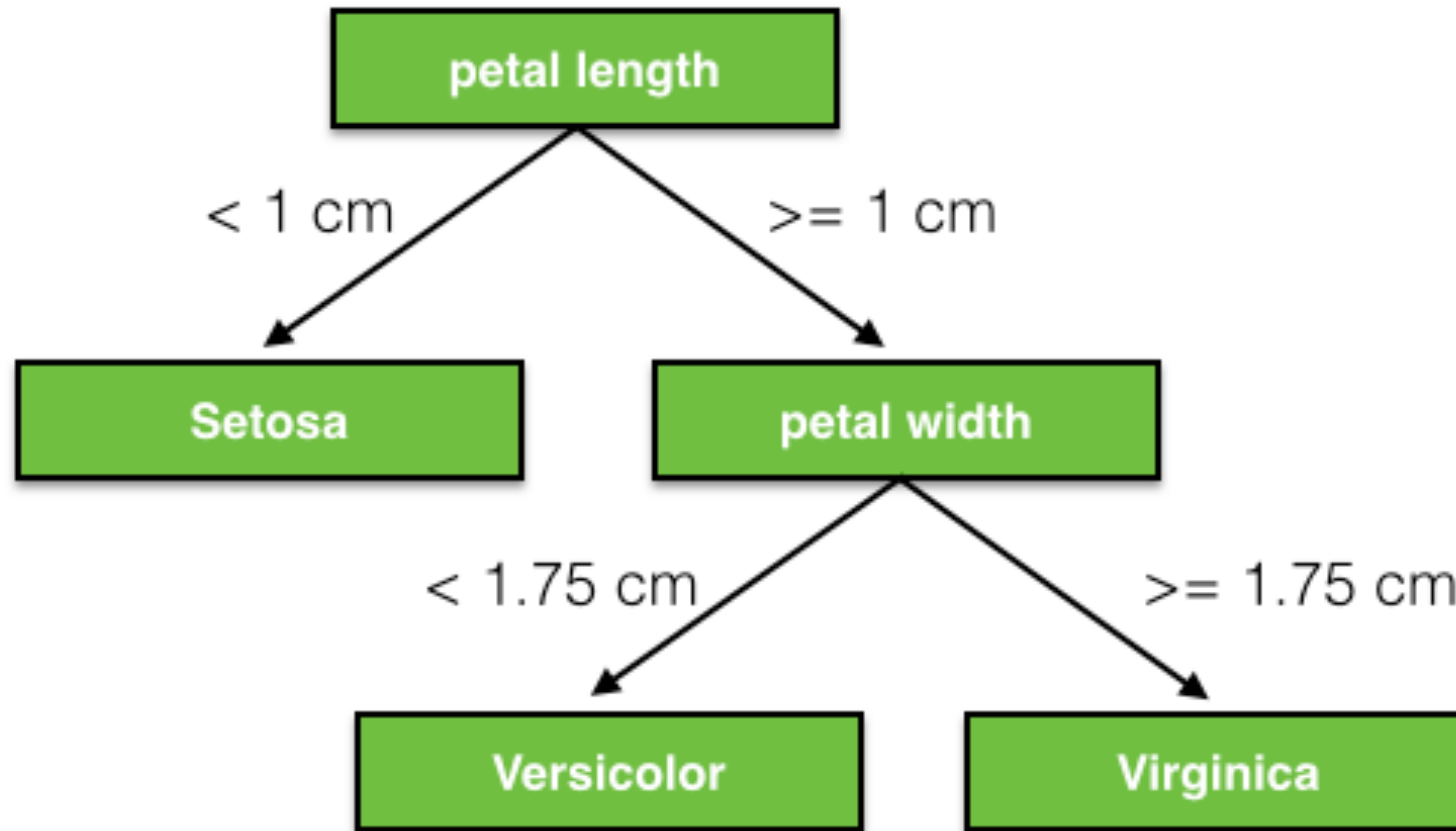 petal length
< 1 cm
>= 1 cm
Setosa
petal width
< 1.75 cm
>= 1.75 cm
Versicolor
Virginica